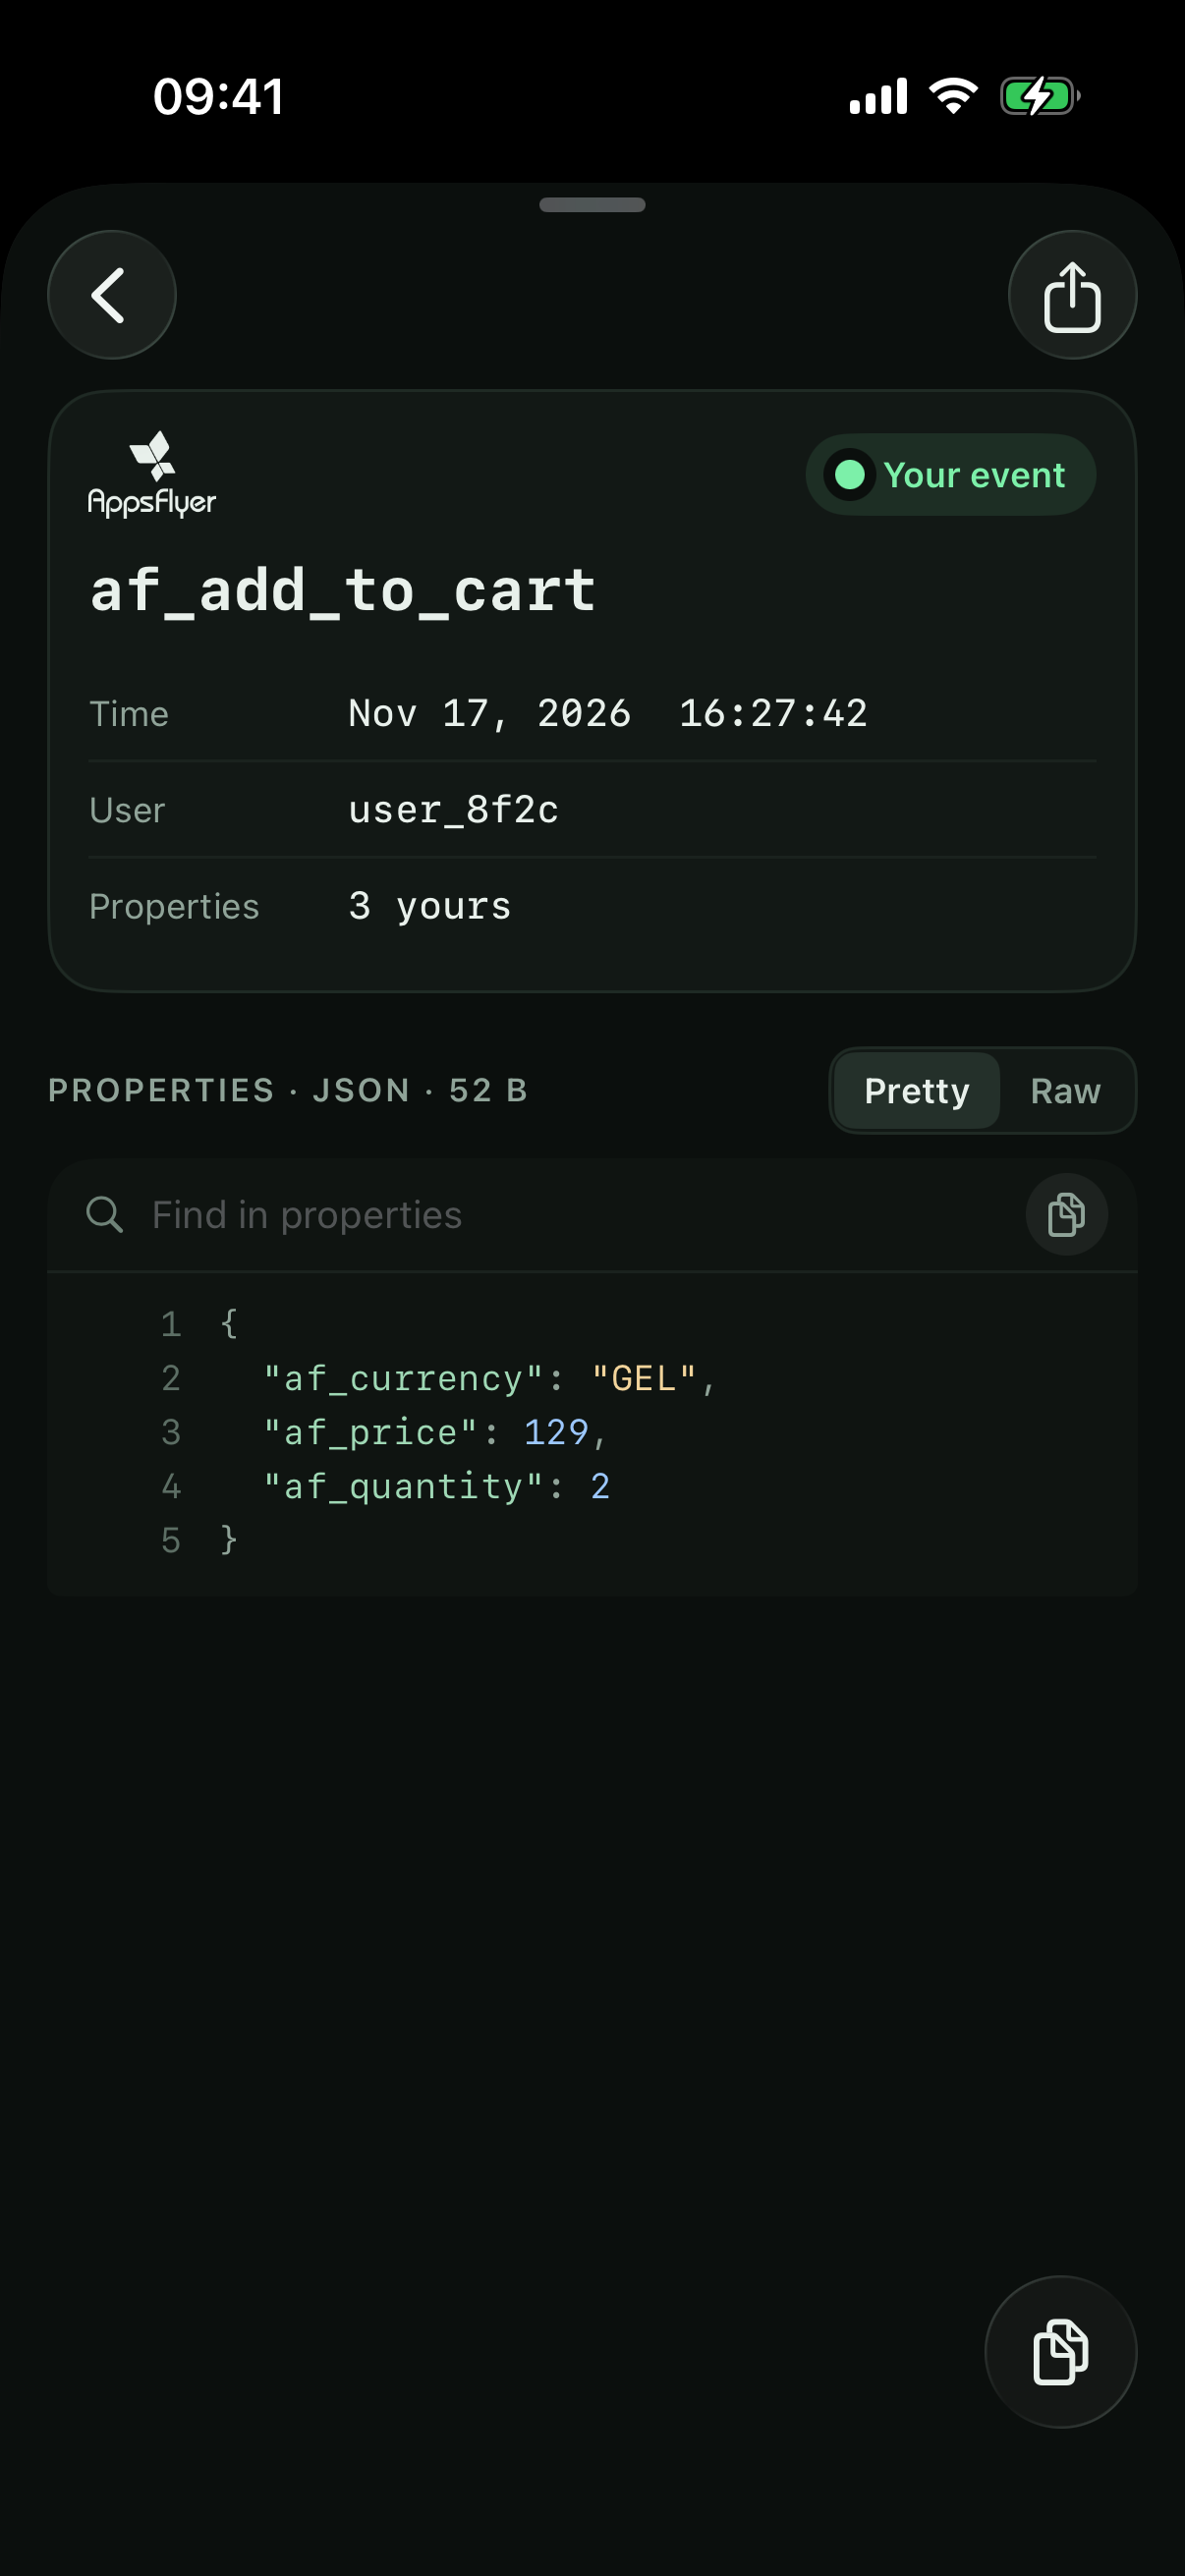 09:41
AppsFlyer
Your event
af_add_to_cart
Time Nov 17, 2026 16:27:42
User user_8f2c
Properties 3 yours
PROPERTIES · JSON · 52 B
Pretty Raw
Find in properties
1 {
2 "af_currency": "GEL",
3 "af_price": 129,
4 "af_quantity": 2
5 }